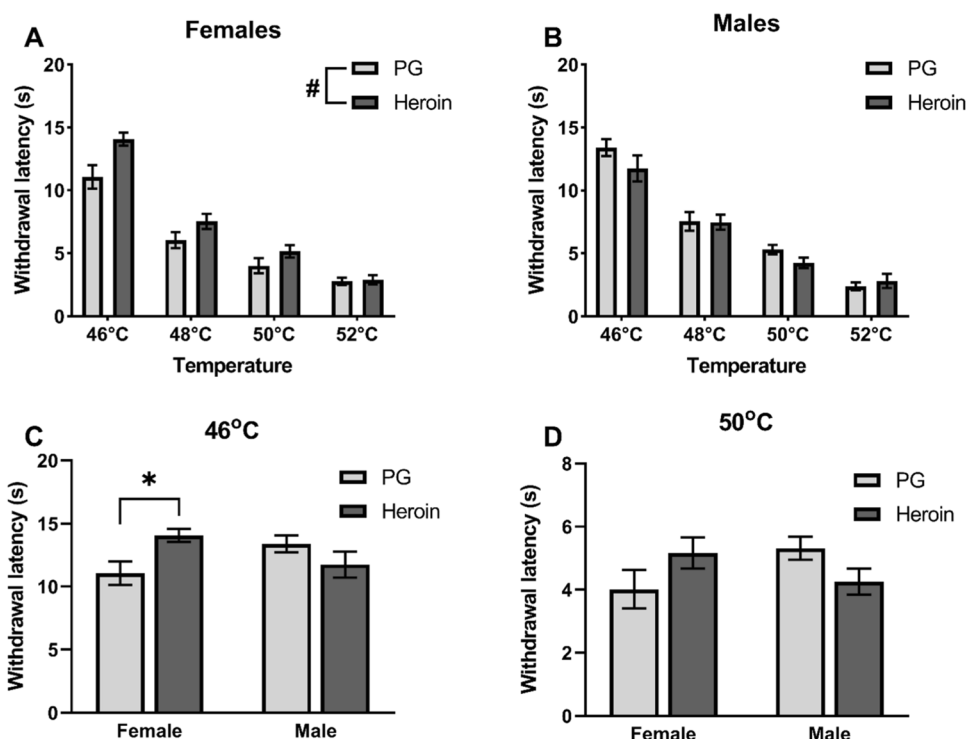 A
Females
Withdrawal latency (s)
20
15
10
5
0
#
PG
Heroin
46°C 48°C 50°C 52°C
Temperature
B
Males
Withdrawal latency (s)
20
15
10
5
0
PG
Heroin
46°C 48°C 50°C 52°C
Temperature
C
46°C
Withdrawal latency (s)
20
15
10
5
0
*
PG
Heroin
Female Male
D
50°C
Withdrawal latency (s)
8
6
4
2
0
PG
Heroin
Female Male